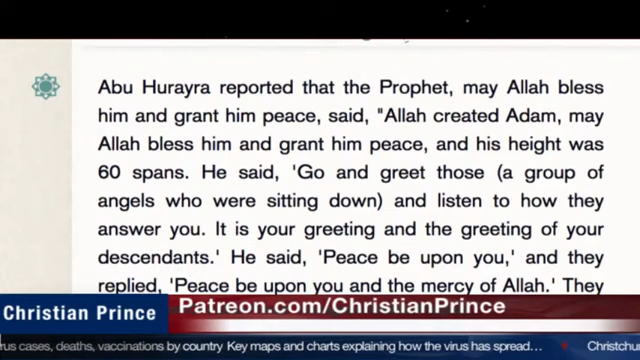 Abu Hurayra reported that the Prophet, may Allah bless
him and grant him peace, said, "Allah created Adam, may
Allah bless him and grant him peace, and his height was
60 spans. He said, 'Go and greet those (a group of
angels who were sitting down) and listen to how they
answer you. It is your greeting and the greeting of your
descendants.' He said, 'Peace be upon you,' and they
replied, 'Peace be upon you and the mercy of Allah.' They
Christian Prince
Patreon.com/ChristianPrince
rus cases, deaths, vaccinations by country Key maps and charts explaining how the virus has spread... Christchur